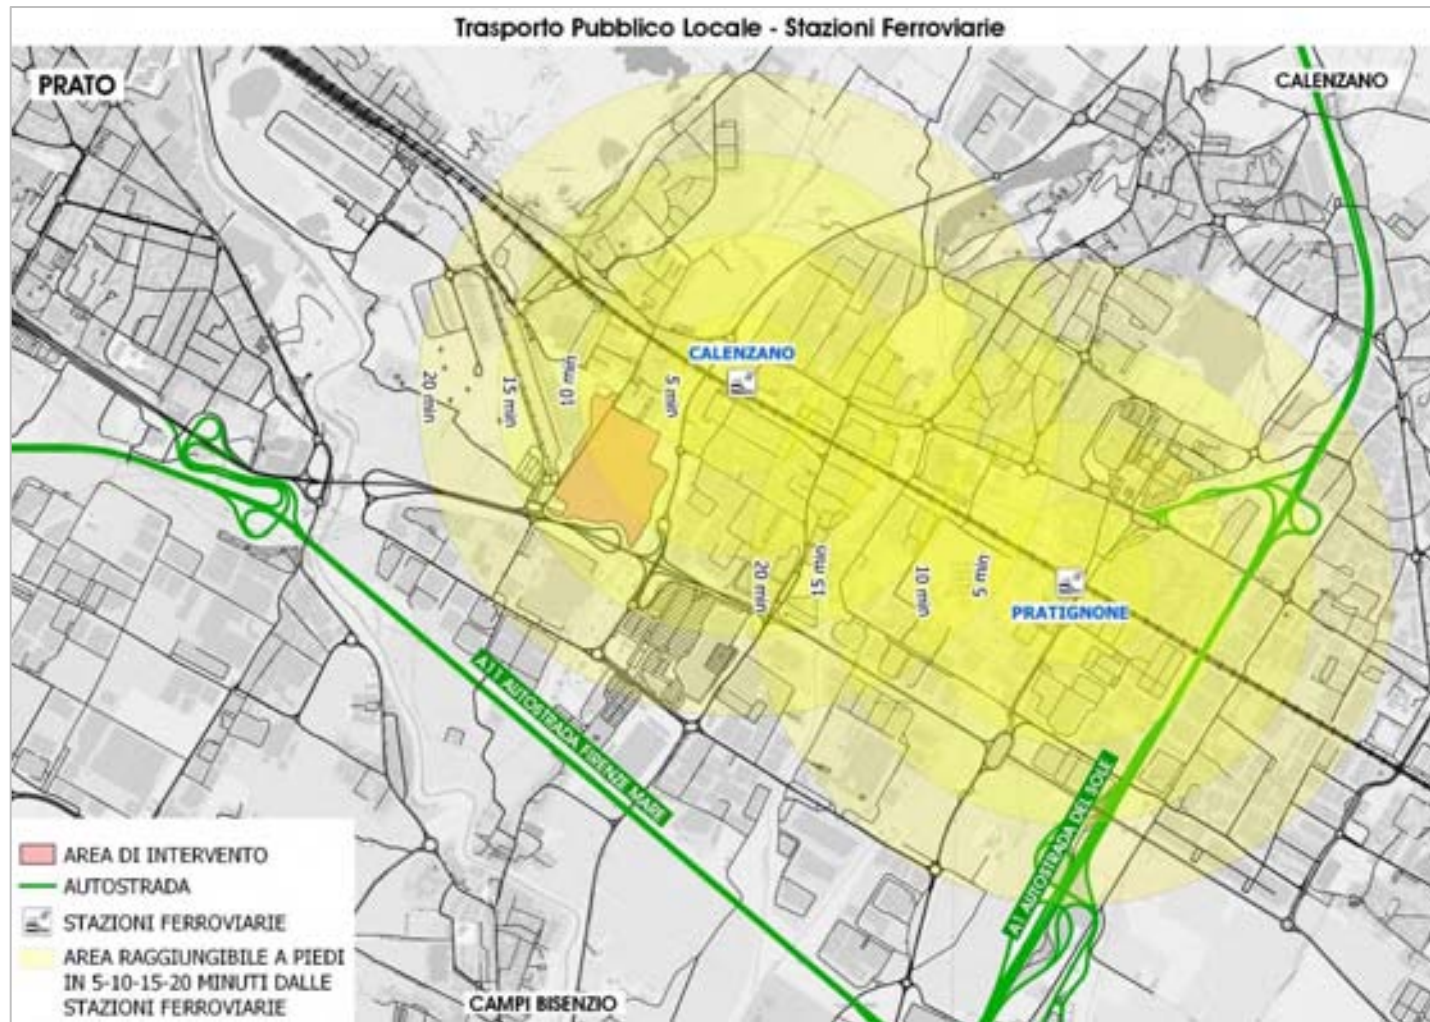 Trasporto Pubblico Locale - Stazioni Ferroviarie
PRATO
CALENZANO
CALENZANO
20 min
15 min
10 min
5 min
20 min
15 min
10 min
5 min
PRATIGNONE
A11 AUTOSTRADA FIRENZE MARE
A1 AUTOSTRADA DEL SOLE
AREA DI INTERVENTO
AUTOSTRADA
STAZIONI FERROVIARIE
AREA RAGGIUNGIBILE A PIEDI
IN 5-10-15-20 MINUTI DALLE
STAZIONI FERROVIARIE
CAMPI BISENZIO